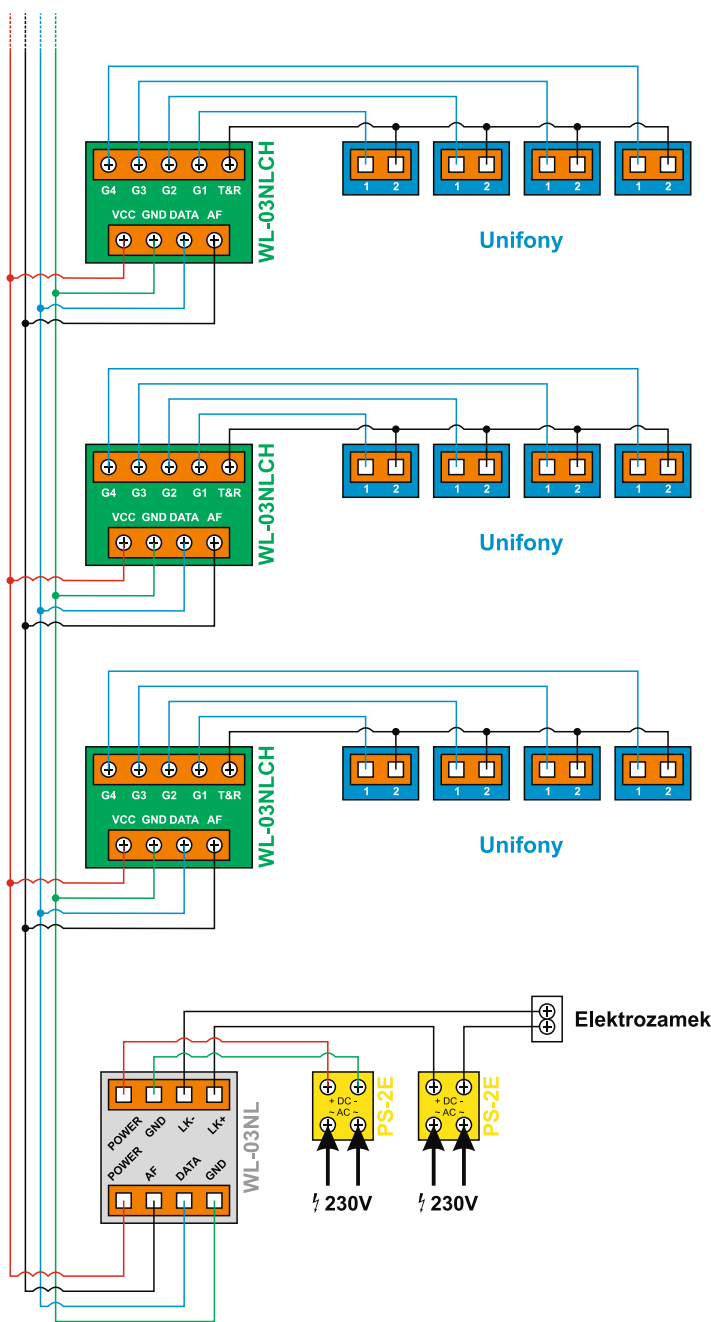 G4 G3 G2 G1 T&R
VCC GND DATA AF
WL-03NLCH
1 2
1 2
1 2
1 2
Unifony
G4 G3 G2 G1 T&R
VCC GND DATA AF
WL-03NLCH
1 2
1 2
1 2
1 2
Unifony
G4 G3 G2 G1 T&R
VCC GND DATA AF
WL-03NLCH
1 2
1 2
1 2
1 2
Unifony
Elektrozamek
POWER GND LK- LK+
POWER AF DATA GND
WL-03NL
+ DC -
~ AC ~
PS-2E
230V
+ DC -
~ AC ~
PS-2E
230V